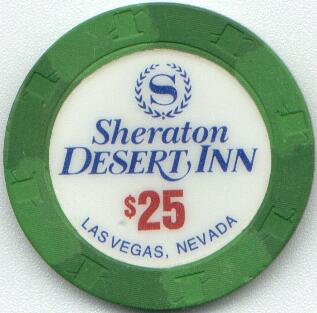 S
Sheraton
DESERT INN
$25
LAS VEGAS, NEVADA